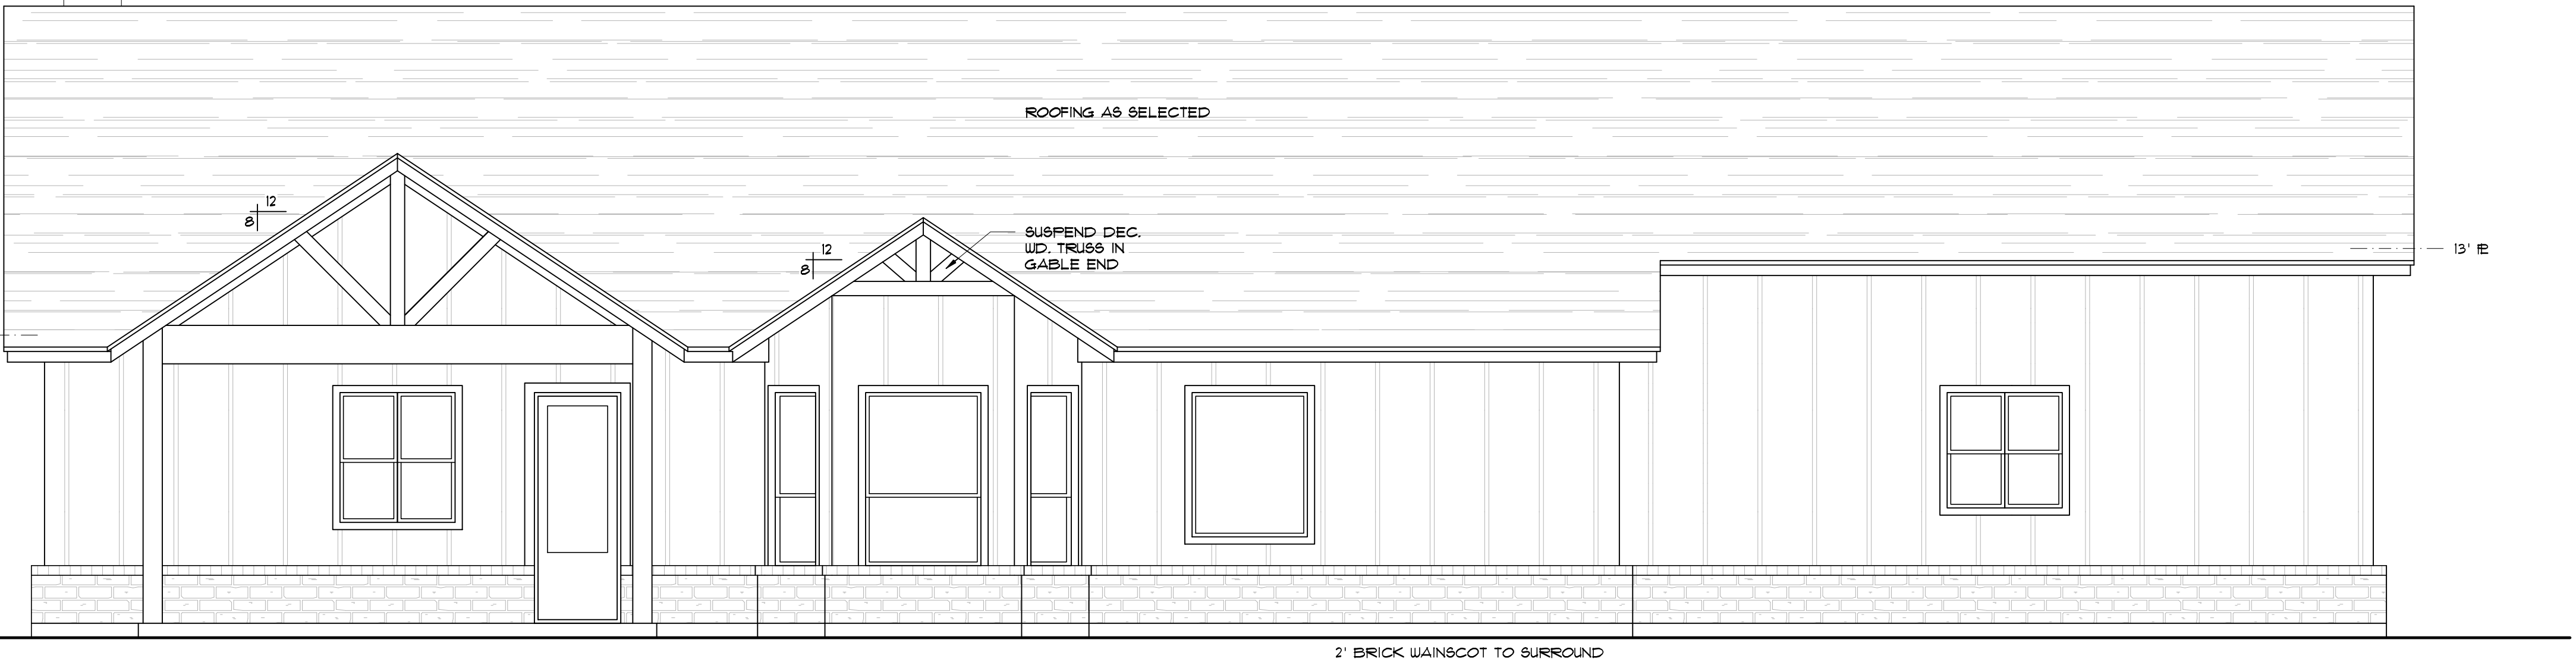 ROOFING AS SELECTED
12
8
12
8
SUSPEND DEC.
WD. TRUSS IN
GABLE END
13' PL
2' BRICK WAINSCOT TO SURROUND